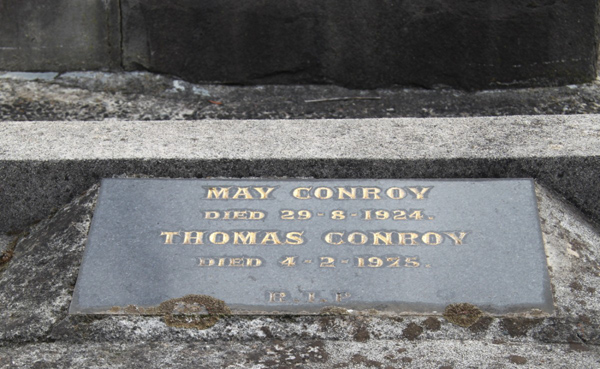 MAY CONROY
DIED 29-8-1924.
THOMAS CONROY
DIED 4-2-1925.
R.I.P.